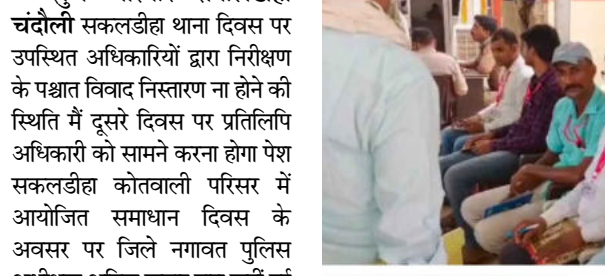 चंदौली सकलडीहा थाना दिवस पर
उपस्थित अधिकारियों द्वारा निरीक्षण
के पश्चात विवाद निस्तारण ना होने की
स्थिति मैं दूसरे दिवस पर प्रतिलिपि
अधिकारी को सामने करना होगा पेश
सकलडीहा कोतवाली परिसर में
आयोजित समाधान दिवस के
अवसर पर जिले नगावत पुलिस